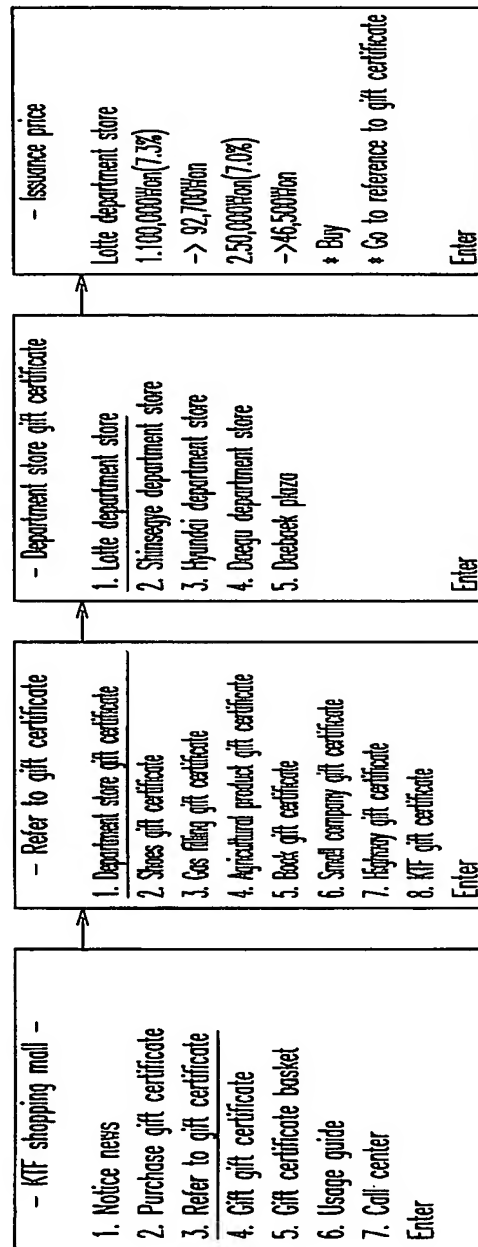 - KTF shopping mall -
1. Notice news
2. Purchase gift certificate
3. Refer to gift certificate
4. Gift gift certificate
5. Gift certificate basket
6. Usage guide
7. Call center
Enter
- Refer to gift certificate
1. Department store gift certificate
2. Shoes gift certificate
3. Gas filling gift certificate
4. Agricultural product gift certificate
5. Book gift certificate
6. Small company gift certificate
7. Highway gift certificate
8. KTF gift certificate
Enter
- Department store gift certificate
1. Lotte department store
2. Shinsegye department store
3. Hyundai department store
4. Daegu department store
5. Daebaek plaza
Enter
- Issuance price
Lotte department store
1.100,000Won(7.3%)
-> 92,700Won
2.50,000Won(7.0%)
->46,500Won
* Buy
* Go to reference to gift certificate
Enter